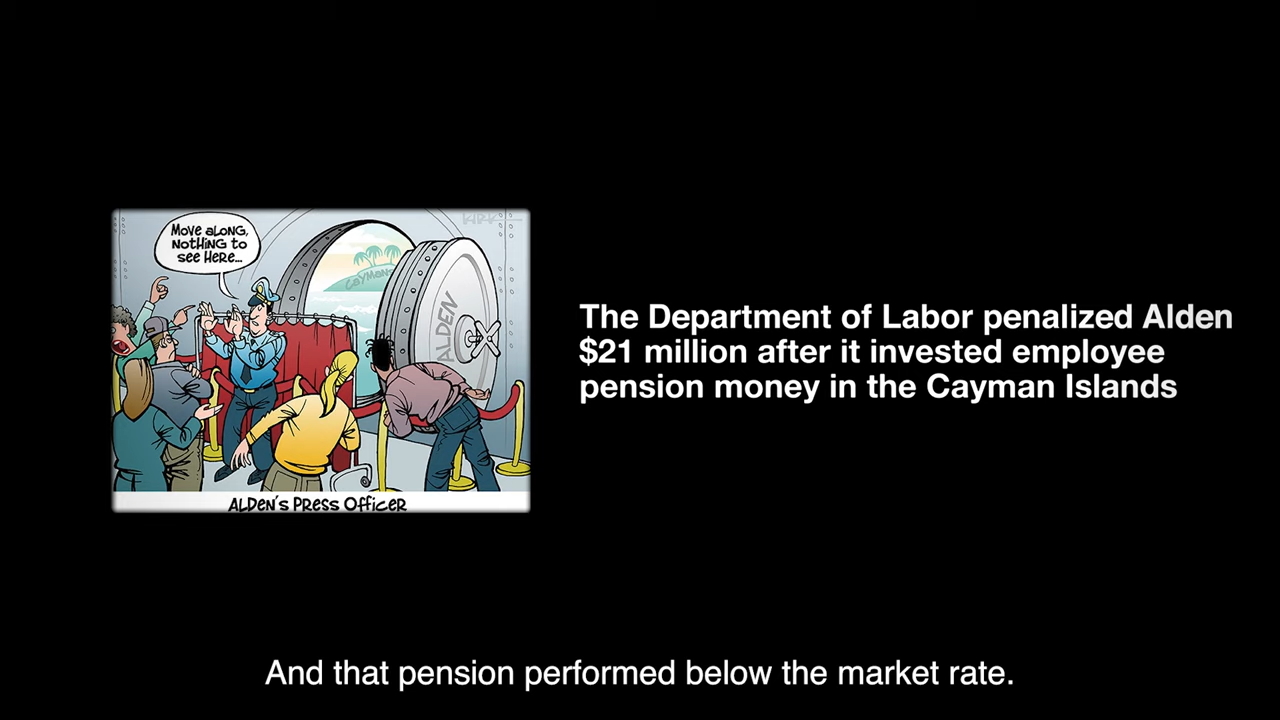 KIRK
Move along,
nothing to
see here...
Caymans
ALDEN
Alden's Press Officer
The Department of Labor penalized Alden
$21 million after it invested employee
pension money in the Cayman Islands
And that pension performed below the market rate.